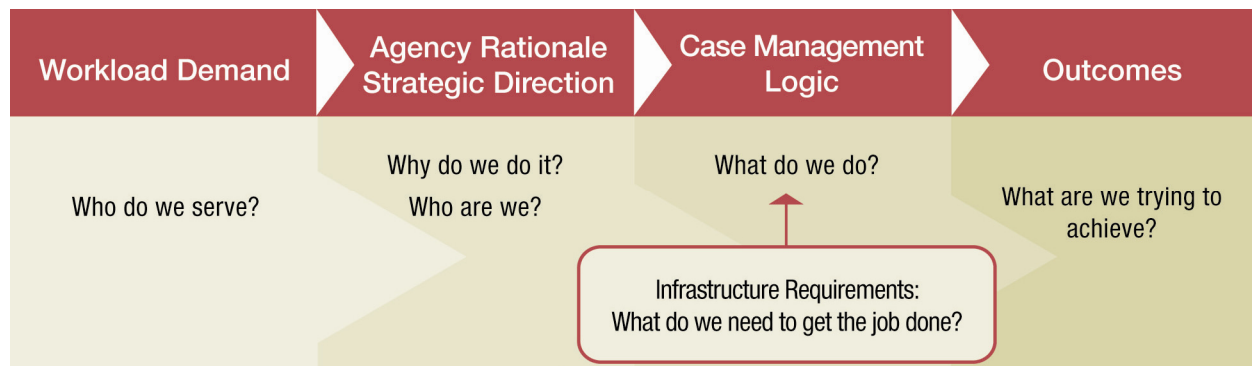 Workload Demand
Agency Rationale
Strategic Direction
Case Management
Logic
Outcomes
Who do we serve?
Why do we do it?
Who are we?
What do we do?
Infrastructure Requirements:
What do we need to get the job done?
What are we trying to
achieve?